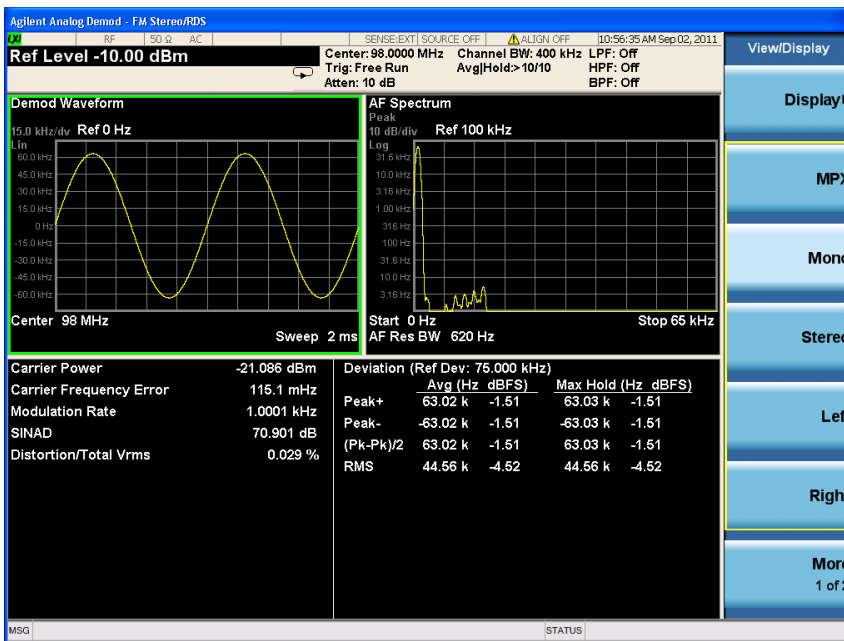 Agilent Analog Demod - FM Stereo/RDS
LXI RF 50 Ω AC SENSE:EXT SOURCE OFF ALIGN OFF 10:56:35 AM Sep 02, 2011
Ref Level -10.00 dBm
Center: 98.0000 MHz Channel BW: 400 kHz LPF: Off
Trig: Free Run Avg|Hold:> 10/10 HPF: Off
Atten: 10 dB BPF: Off
Demod Waveform
15.0 kHz/dv Ref 0 Hz
Lin
60.0 kHz
45.0 kHz
30.0 kHz
15.0 kHz
0 Hz
-15.0 kHz
-30.0 kHz
-45.0 kHz
-60.0 kHz
Center 98 MHz
Sweep 2 ms
AF Spectrum
Peak
10 dB/div Ref 100 kHz
Log
31.6 kHz
10.0 kHz
3.16 kHz
1.00 kHz
316 Hz
100 Hz
31.6 Hz
10.0 Hz
3.16 Hz
Start 0 Hz Stop 65 kHz
AF Res BW 620 Hz
Carrier Power -21.086 dBm
Carrier Frequency Error 115.1 mHz
Modulation Rate 1.0001 kHz
SINAD 70.901 dB
Distortion/Total Vrms 0.029 %
Deviation (Ref Dev: 75.000 kHz)
Avg (Hz dBFS) Max Hold (Hz dBFS)
Peak+ 63.02 k -1.51 63.03 k -1.51
Peak- -63.02 k -1.51 -63.03 k -1.51
(Pk-Pk)/2 63.02 k -1.51 63.03 k -1.51
RMS 44.56 k -4.52 44.56 k -4.52
View/Display
Display
MPX
Mono
Stereo
Lef
Righ
More
1 of 2
MSG STATUS